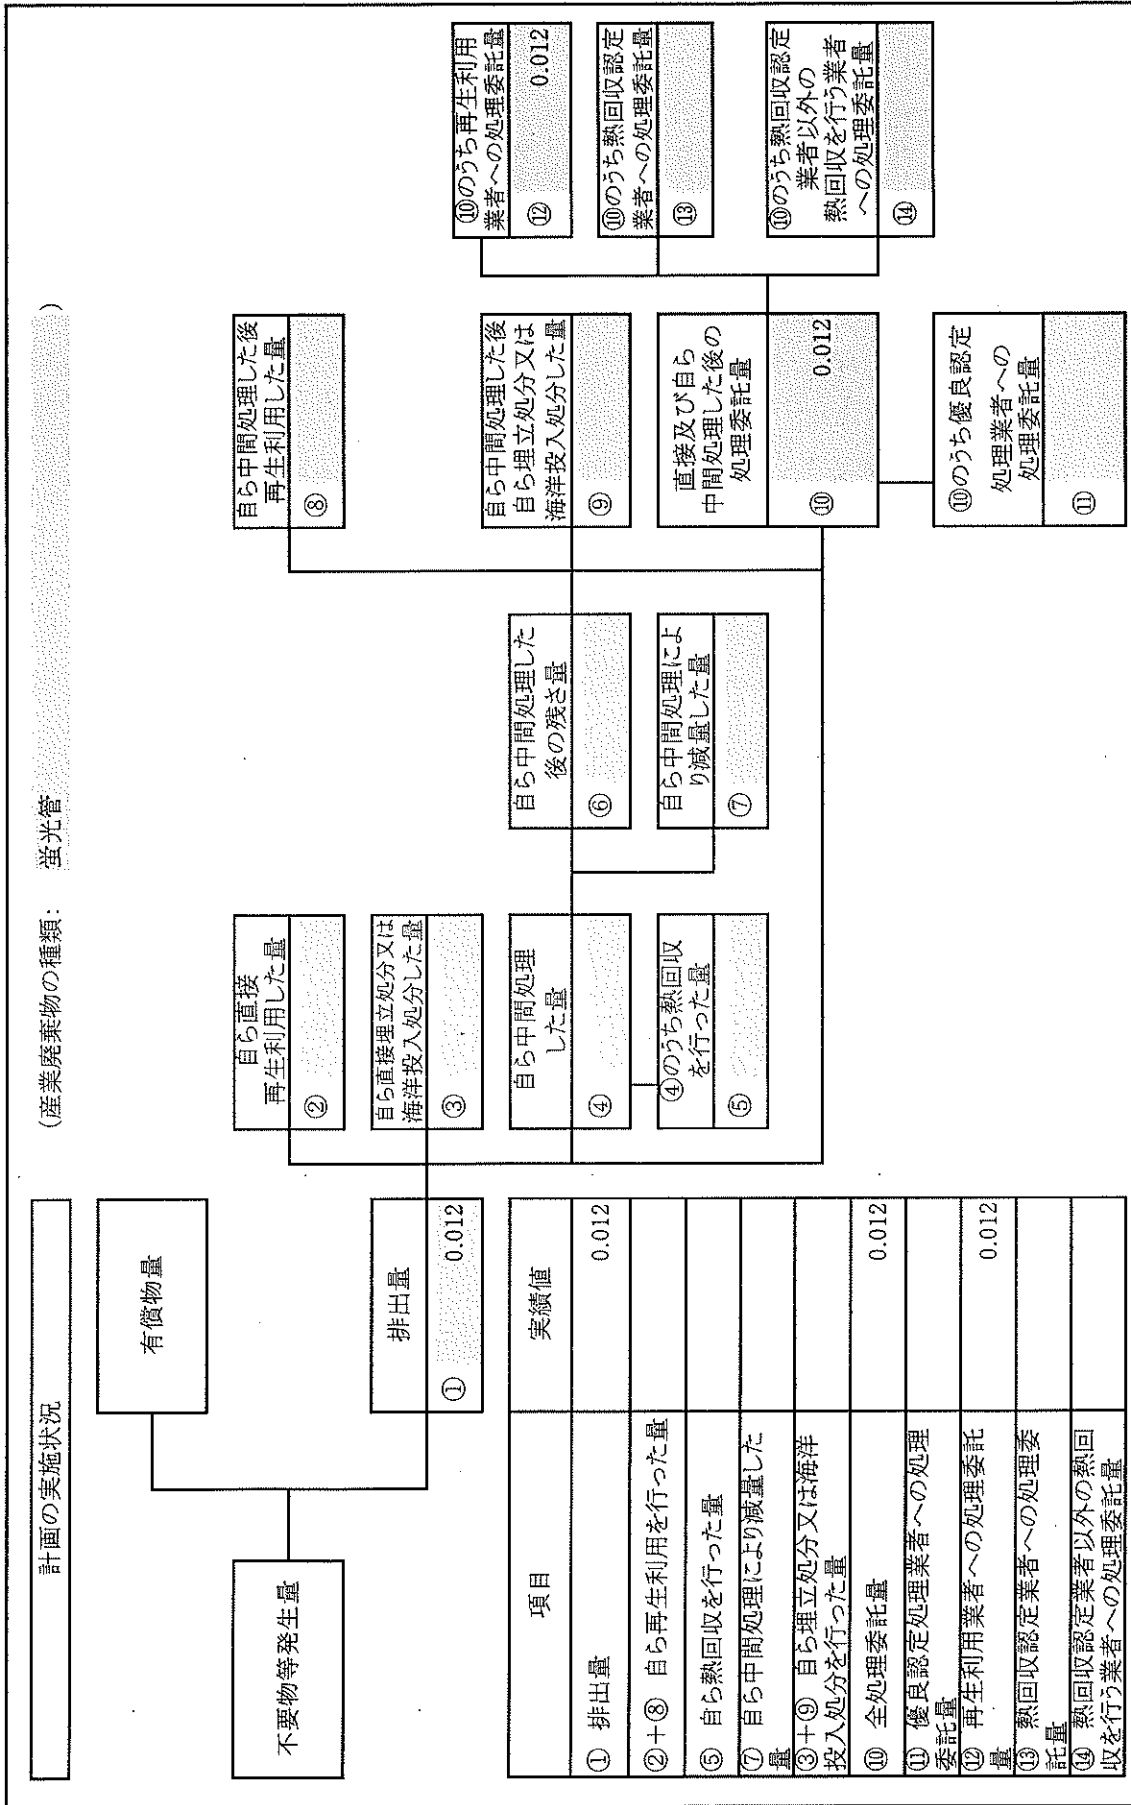 計画の実施状況
(産業廃棄物の種類: 蛍光管 )
不要物等発生量
有償物量
排出量
① 0.012
自ら直接
再生利用した量
②
自ら直接埋立処分又は
海洋投入処分した量
③
自ら中間処理
した量
④
④のうち熱回収
を行った量
⑤
自ら中間処理した
後の残さ量
⑥
自ら中間処理によ
り減量した量
⑦
自ら中間処理した後
再生利用した量
⑧
自ら中間処理した後
自ら埋立処分又は
海洋投入処分した量
⑨
直接及び自ら
中間処理した後の
処理委託量
⑩ 0.012
⑩のうち優良認定
処理業者への
処理委託量
⑪
⑩のうち再生利用
業者への処理委託量
⑫ 0.012
⑩のうち熱回収認定
業者への処理委託量
⑬
⑩のうち熱回収認定
業者以外の
熱回収を行う業者
への処理委託量
⑭
項目 実績値
① 排出量 0.012
②+⑧ 自ら再生利用を行った量
⑤ 自ら熱回収を行った量
⑦ 自ら中間処理により減量した
量
③+⑨ 自ら埋立処分又は海洋
投入処分を行った量
⑩ 全処理委託量 0.012
⑪ 優良認定処理業者への処理
委託量
⑫ 再生利用業者への処理委託
量 0.012
⑬ 熱回収認定業者への処理委
託量
⑭ 熱回収認定業者以外の熱回
収を行う業者への処理委託量